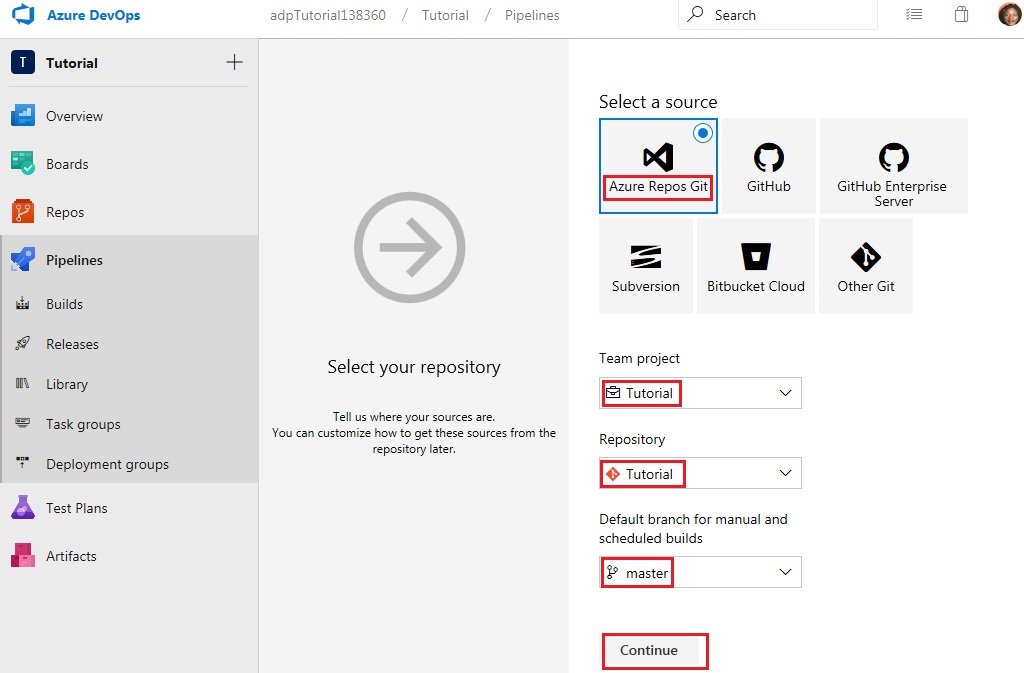 Azure DevOps
adpTutorial138360 / Tutorial / Pipelines
Search
T Tutorial
Overview
Boards
Repos
Pipelines
Builds
Releases
Library
Task groups
Deployment groups
Test Plans
Artifacts
Select your repository
Tell us where your sources are.
You can customize how to get these sources from the
repository later.
Select a source
Azure Repos Git
GitHub
GitHub Enterprise
Server
Subversion
Bitbucket Cloud
Other Git
Team project
Tutorial
Repository
Tutorial
Default branch for manual and
scheduled builds
master
Continue